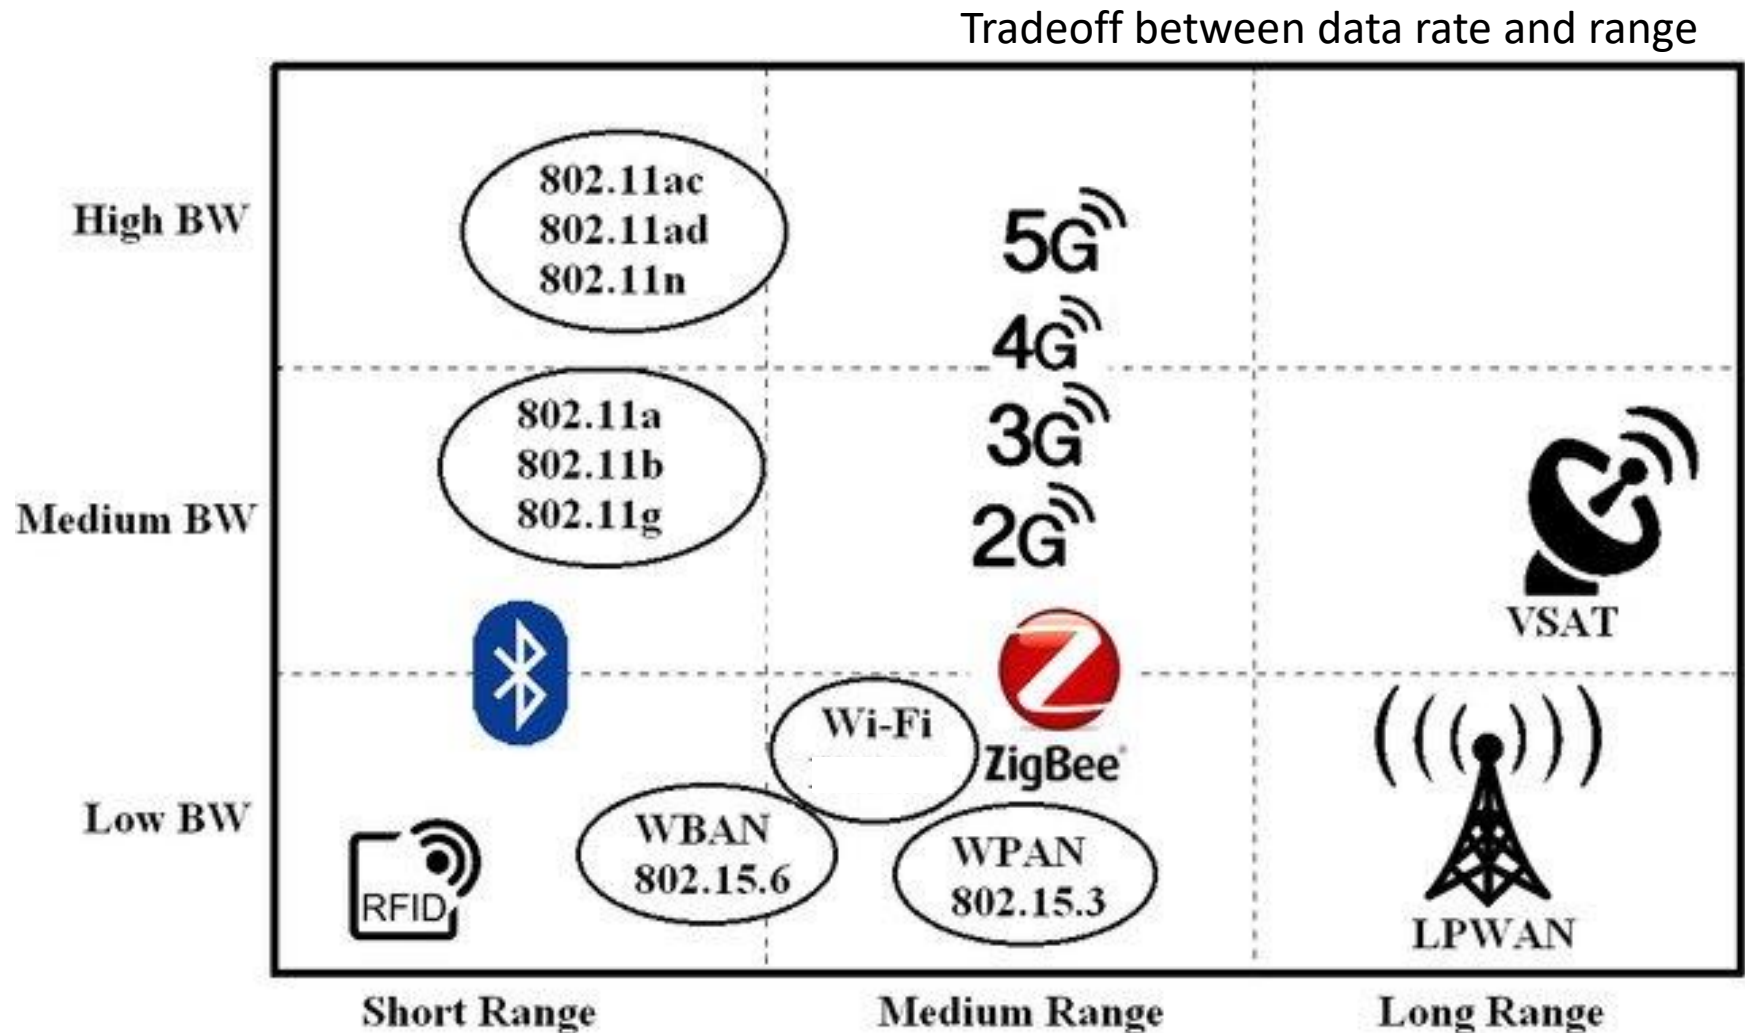 Tradeoff between data rate and range
High BW
802.11ac
802.11ad
802.11n
5G
4G
Medium BW
802.11a
802.11b
802.11g
3G
2G
VSAT
Low BW
Wi-Fi
ZigBee
WBAN
802.15.6
WPAN
802.15.3
RFID
LPWAN
Short Range
Medium Range
Long Range